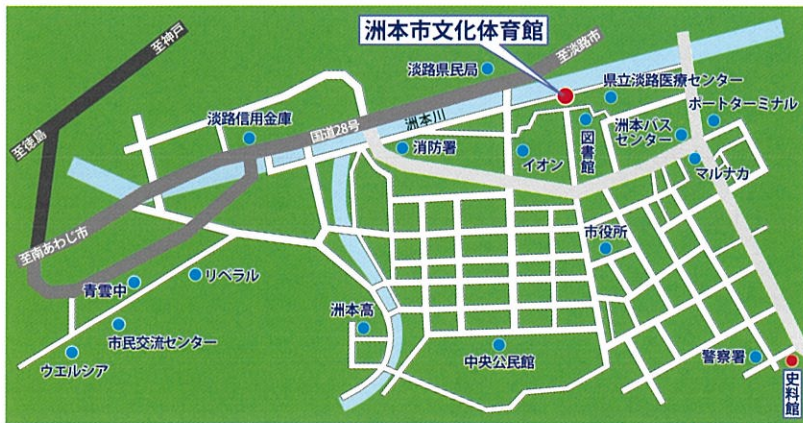 洲本市文化体育館
至神戸
至淡路市
淡路県民局
県立淡路医療センター
ポートターミナル
淡路信用金庫
国道28号
洲本川
至徳島
消防署
イオン
図書館
洲本バス
センター
マルナカ
至南あわじ市
市役所
青雲中
リベラル
洲本高
市民交流センター
ウエルシア
中央公民館
警察署
史料館